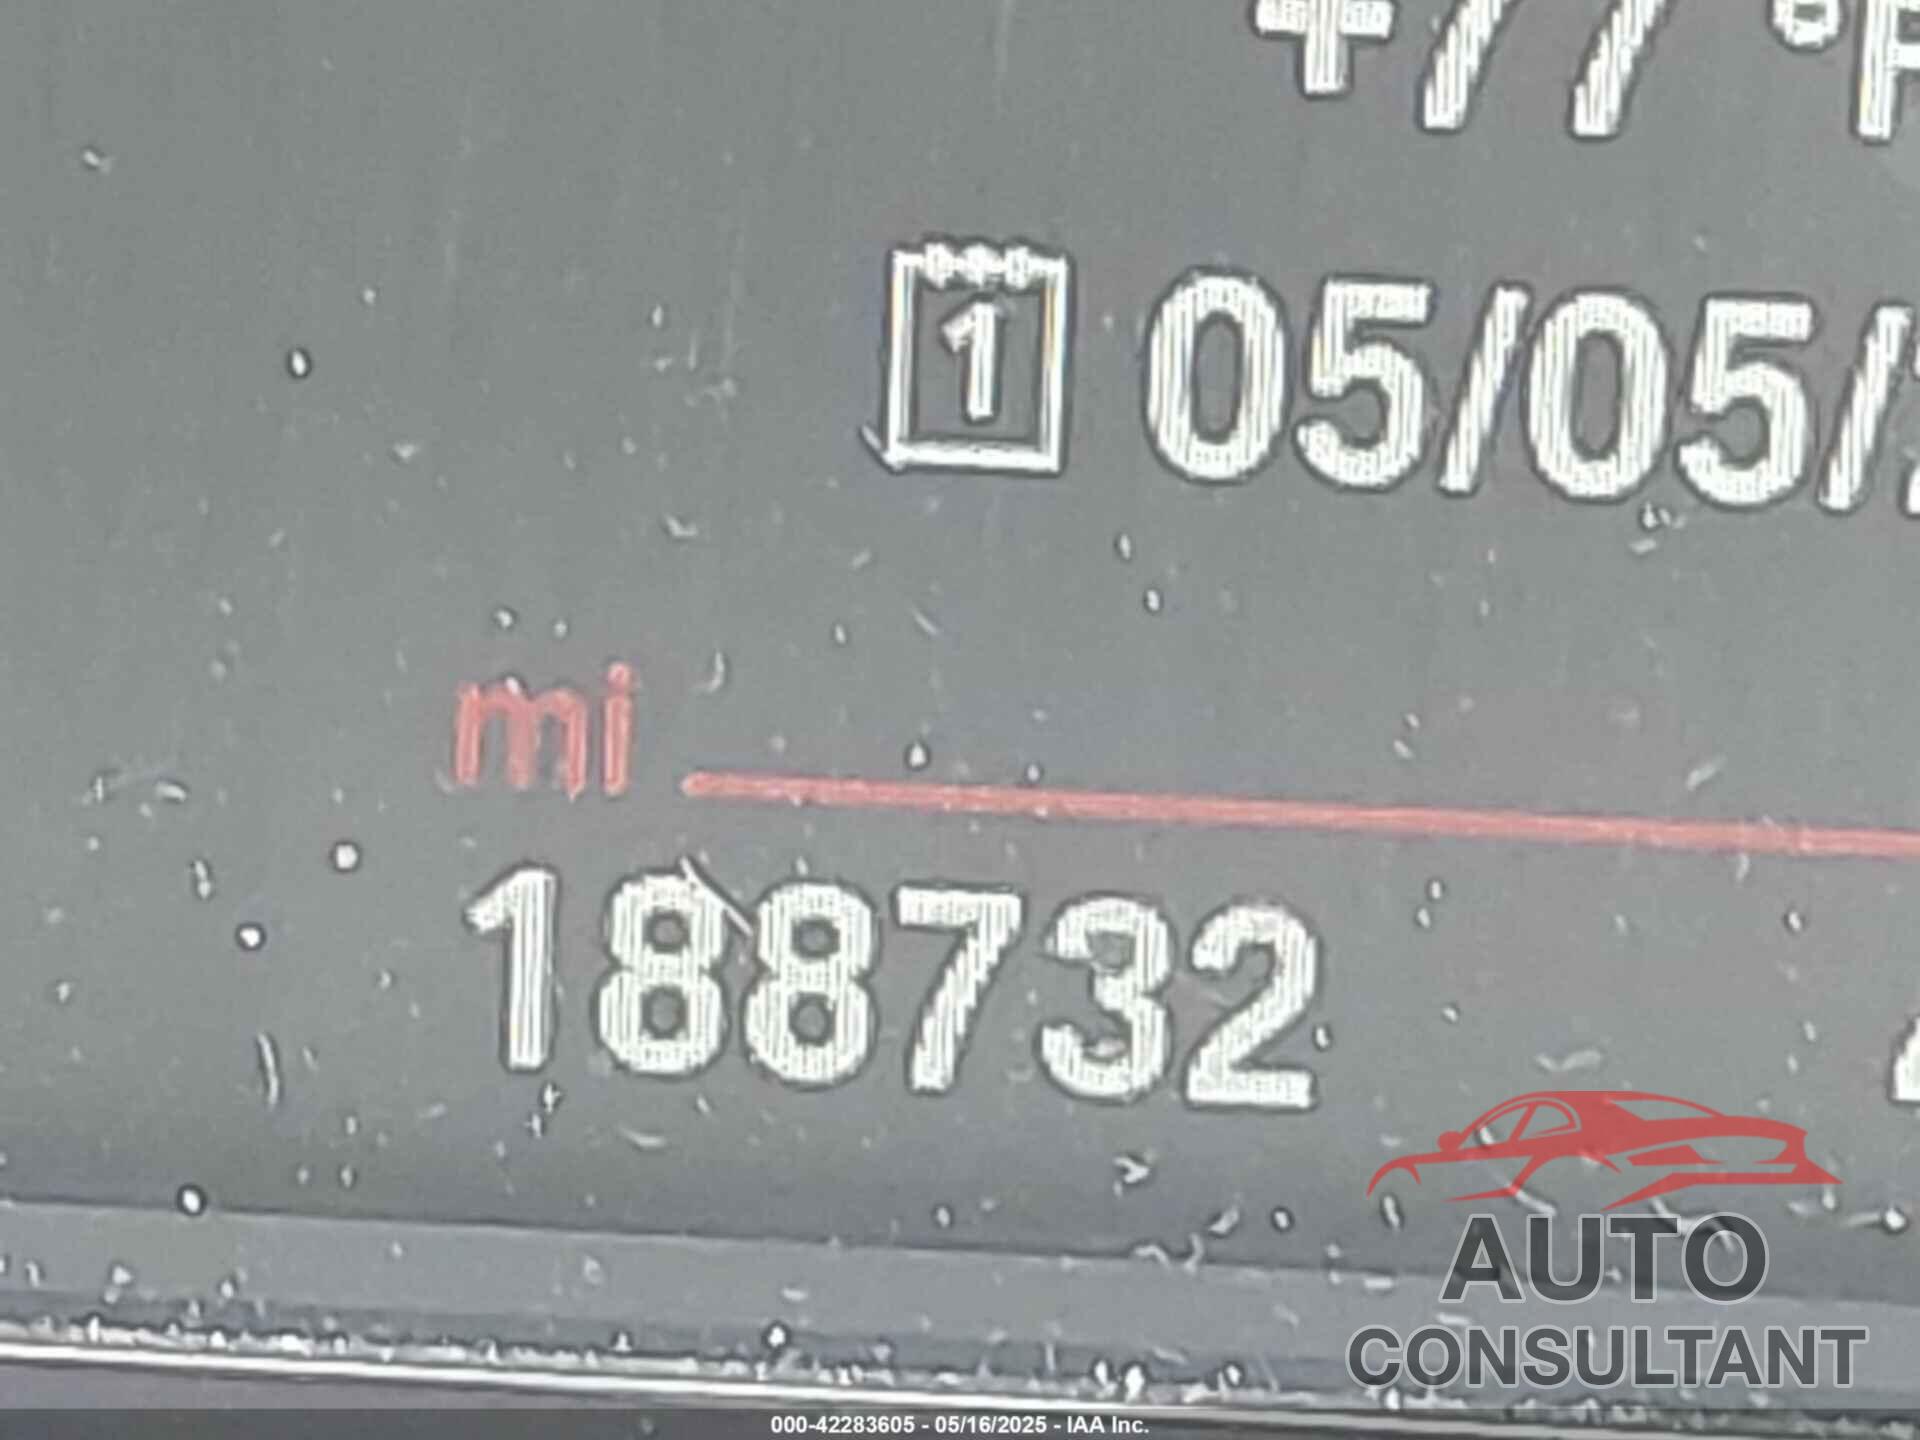 +77 °F
1 05/05/
mi
188732
AUTO
CONSULTANT
000-42283605 - 05/16/2025 - IAA Inc.